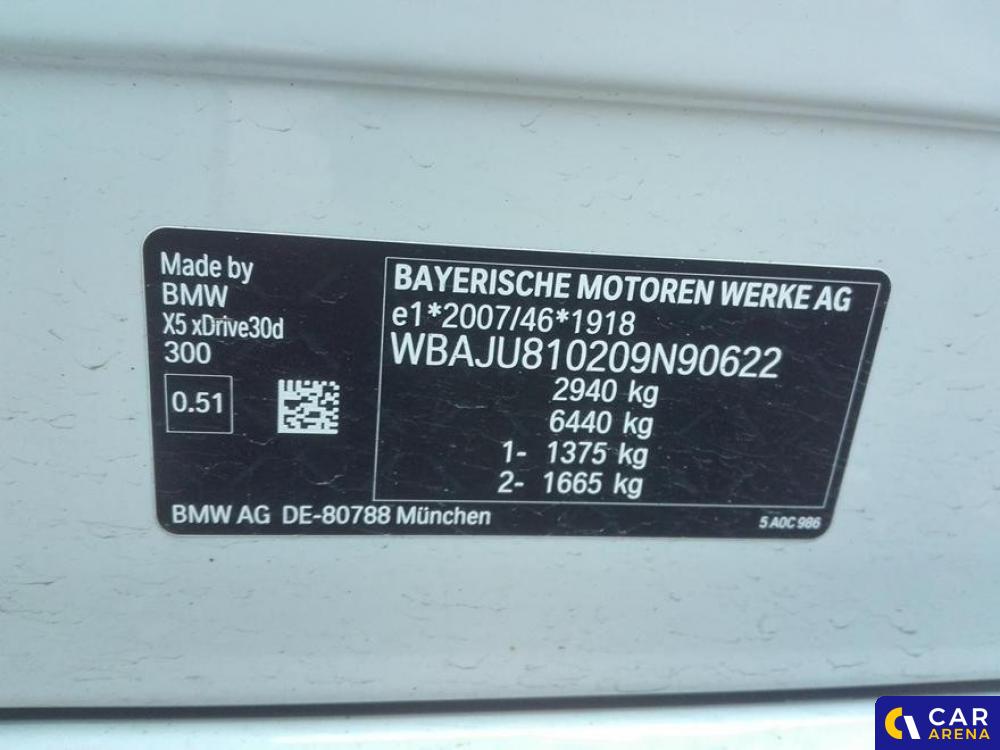 Made by
BMW
X5 xDrive30d
300
0.51
BAYERISCHE MOTOREN WERKE AG
e1*2007/46*1918
WBAJU810209N90622
2940 kg
6440 kg
1- 1375 kg
2- 1665 kg
BMW AG DE-80788 München
5 A0C 986
CAR
ARENA